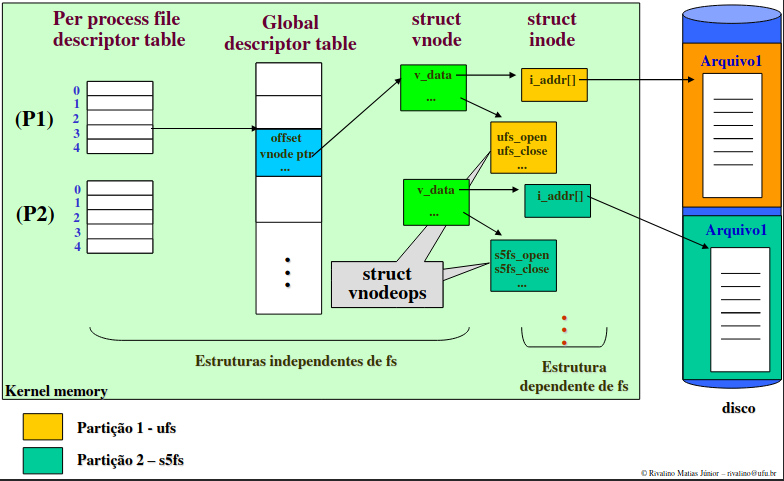 Per process file
descriptor table
Global
descriptor table
struct
vnode
struct
inode
(P1)
0
1
2
3
4
offset
vnode ptr
...
v_data
...
i_addr[]
ufs_open
ufs_close
...
Arquivo1
(P2)
0
1
2
3
4
v_data
...
i_addr[]
s5fs_open
s5fs_close
...
Arquivo1
struct
vnodeops
Estruturas independentes de fs
Estrutura
dependente de fs
Kernel memory
disco
Partição 1 - ufs
Partição 2 – s5fs
© Rivalino Matias Júnior – rivalino@ufu.br